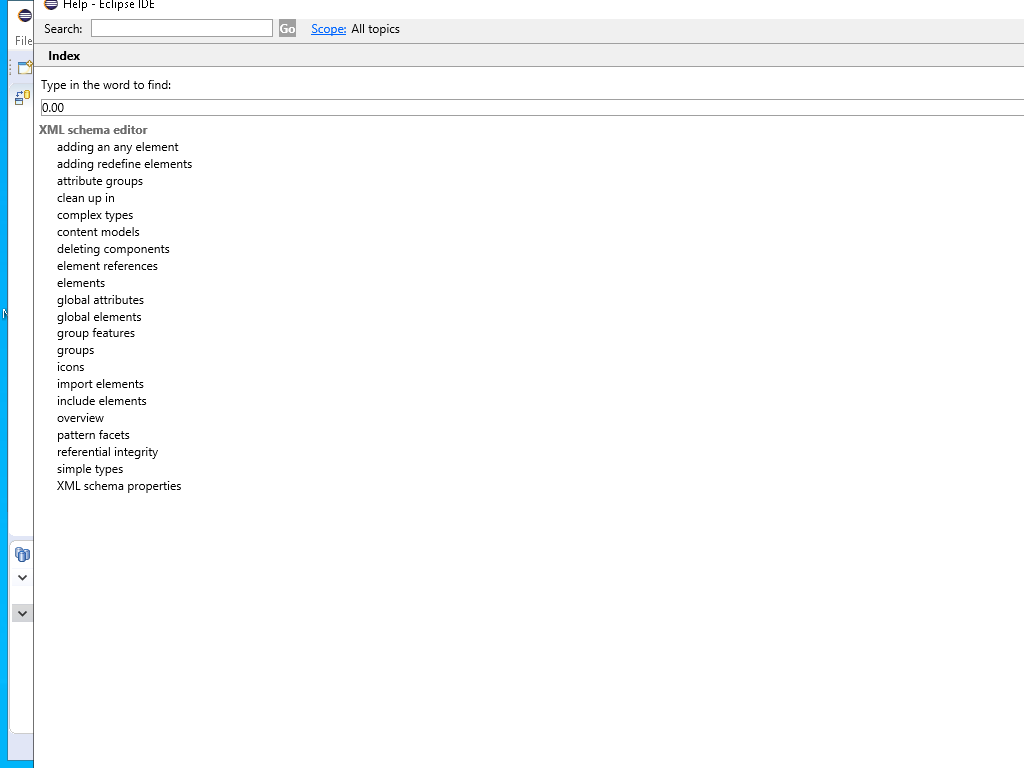 Help - Eclipse IDE
File
Search: Go Scope: All topics
Index
Type in the word to find:
0.00
XML schema editor
adding an any element
adding redefine elements
attribute groups
clean up in
complex types
content models
deleting components
element references
elements
global attributes
global elements
group features
groups
icons
import elements
include elements
overview
pattern facets
referential integrity
simple types
XML schema properties